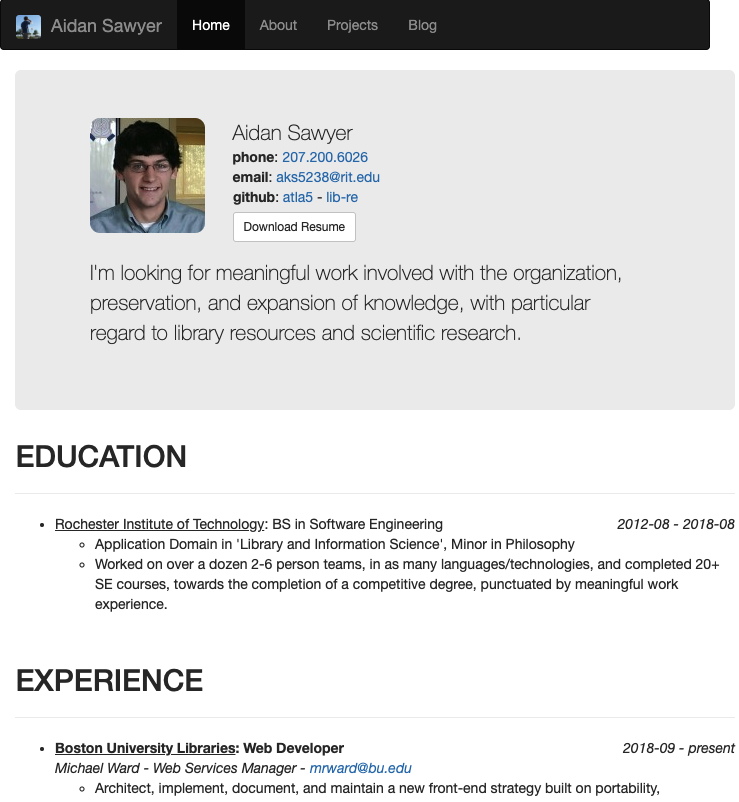 Aidan Sawyer Home About Projects Blog
Aidan Sawyer
phone: 207.200.6026
email: aks5238@rit.edu
github: atla5 - lib-re
Download Resume
I'm looking for meaningful work involved with the organization,
preservation, and expansion of knowledge, with particular
regard to library resources and scientific research.
EDUCATION
• Rochester Institute of Technology: BS in Software Engineering 2012-08 - 2018-08
◦ Application Domain in 'Library and Information Science', Minor in Philosophy
◦ Worked on over a dozen 2-6 person teams, in as many languages/technologies, and completed 20+
SE courses, towards the completion of a competitive degree, punctuated by meaningful work
experience.
EXPERIENCE
• Boston University Libraries: Web Developer 2018-09 - present
Michael Ward - Web Services Manager - mrward@bu.edu
◦ Architect, implement, document, and maintain a new front-end strategy built on portability,